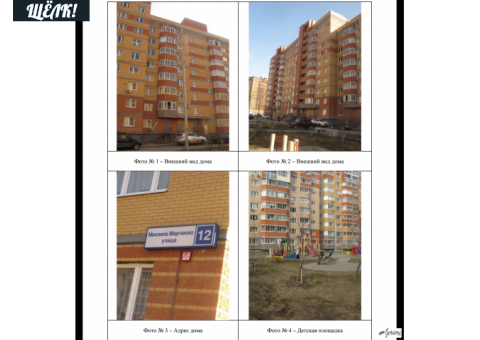 ЩЁЛК!
Фото № 1 – Внешний вид дома
Фото № 2 – Внешний вид дома
Михаила Марченко
улица
12
Фото № 3 – Адрес дома
Фото № 4 – Детская площадка